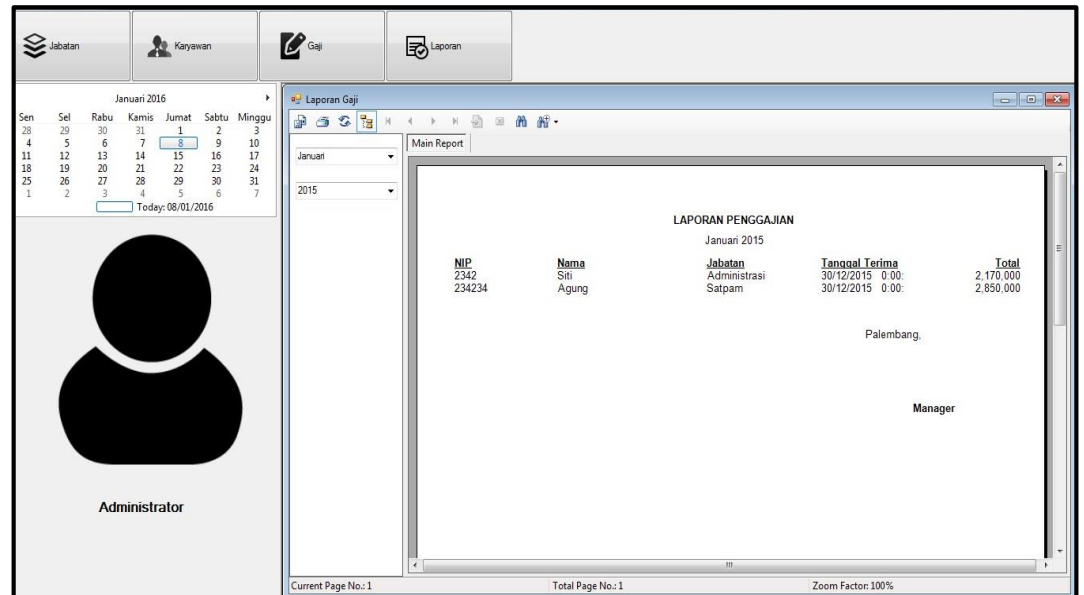 Jabatan Karyawan Gaji Laporan
Januari 2016
Sen Sel Rabu Kamis Jumat Sabtu Minggu
28 29 30 31 1 2 3
4 5 6 7 8 9 10
11 12 13 14 15 16 17
18 19 20 21 22 23 24
25 26 27 28 29 30 31
1 2 3 4 5 6 7
Today: 08/01/2016
Administrator
Laporan Gaji
Januari
2015
Main Report
LAPORAN PENGGAJIAN
Januari 2015
NIP Nama Jabatan Tanggal Terima Total
2342 Siti Administrasi 30/12/2015 0:00: 2,170,000
234234 Agung Satpam 30/12/2015 0:00: 2,850,000
Palembang,
Manager
Current Page No.: 1 Total Page No.: 1 Zoom Factor: 100%